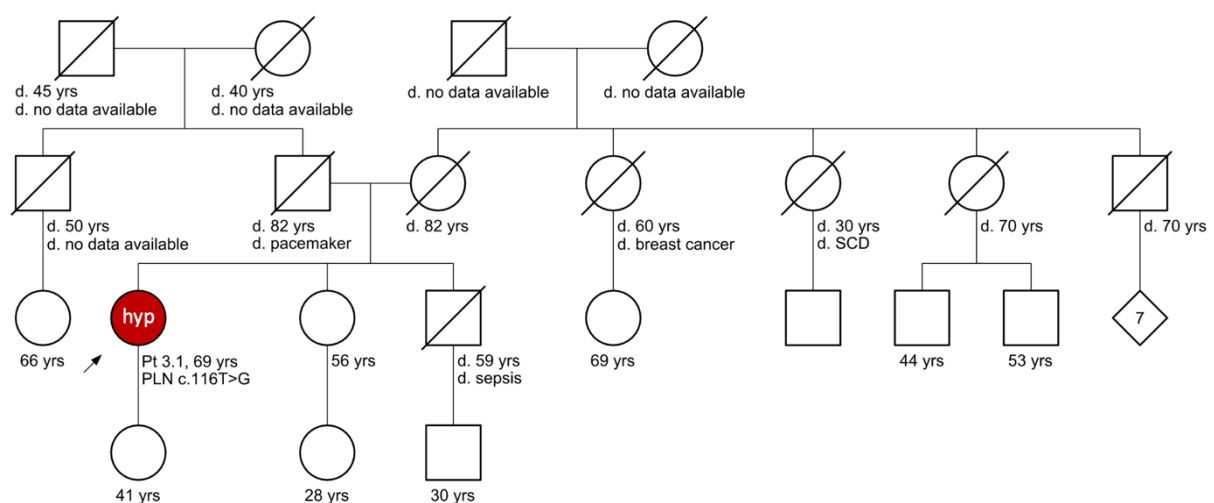 d. 45 yrs
d. no data available
d. 40 yrs
d. no data available
d. no data available
d. no data available
d. 50 yrs
d. no data available
d. 82 yrs
d. pacemaker
d. 82 yrs
d. 60 yrs
d. breast cancer
d. 30 yrs
d. SCD
d. 70 yrs
d. 70 yrs
66 yrs
hyp
Pt 3.1, 69 yrs
PLN c.116T>G
56 yrs
d. 59 yrs
d. sepsis
69 yrs
44 yrs
53 yrs
7
41 yrs
28 yrs
30 yrs